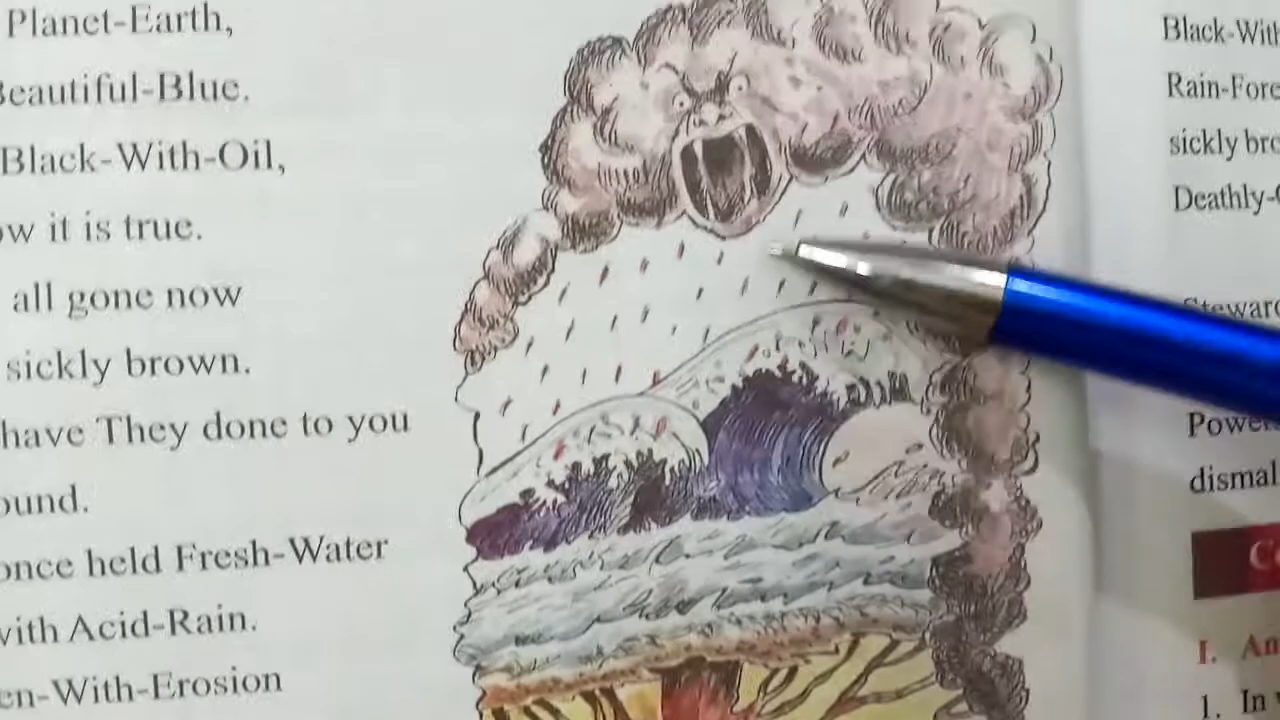 Planet-Earth,
Beautiful-Blue.
Black-With-Oil,
it is true.
all gone now
sickly brown.
have They done to you
once held Fresh-Water
with Acid-Rain.
-With-Erosion
Black-With
Rain-Fore
sickly bro
Deathly-
Steward
Power
dismal
I. An
1. In